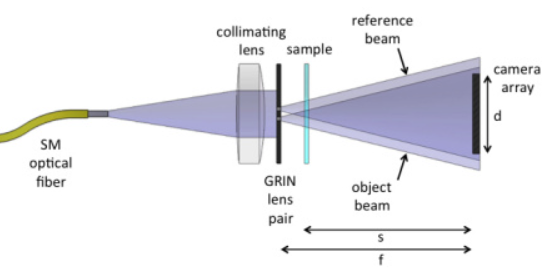 reference
beam
collimating
lens
sample
camera
array
d
SM
optical
fiber
GRIN
lens
pair
object
beam
s
f